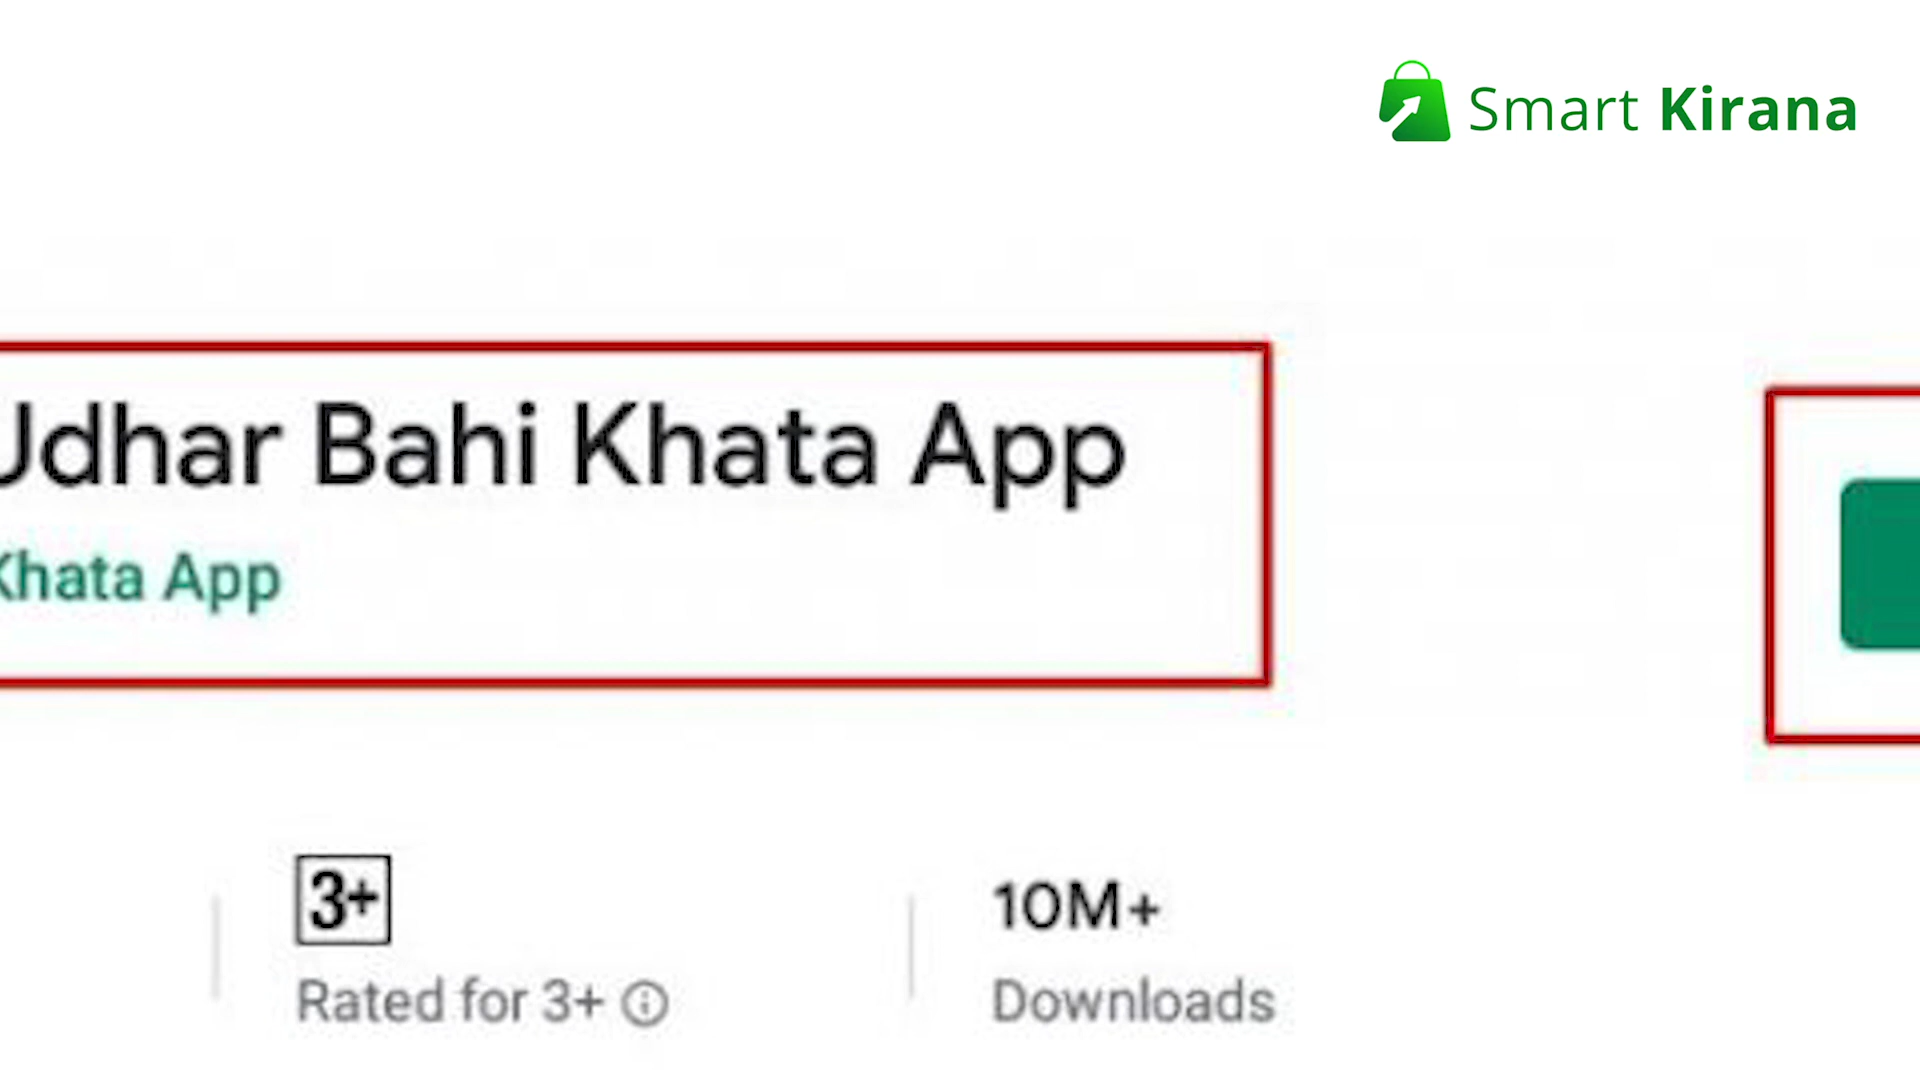 Smart Kirana
Udhar Bahi Khata App
Khata App
3+
10M+
Rated for 3+
Downloads